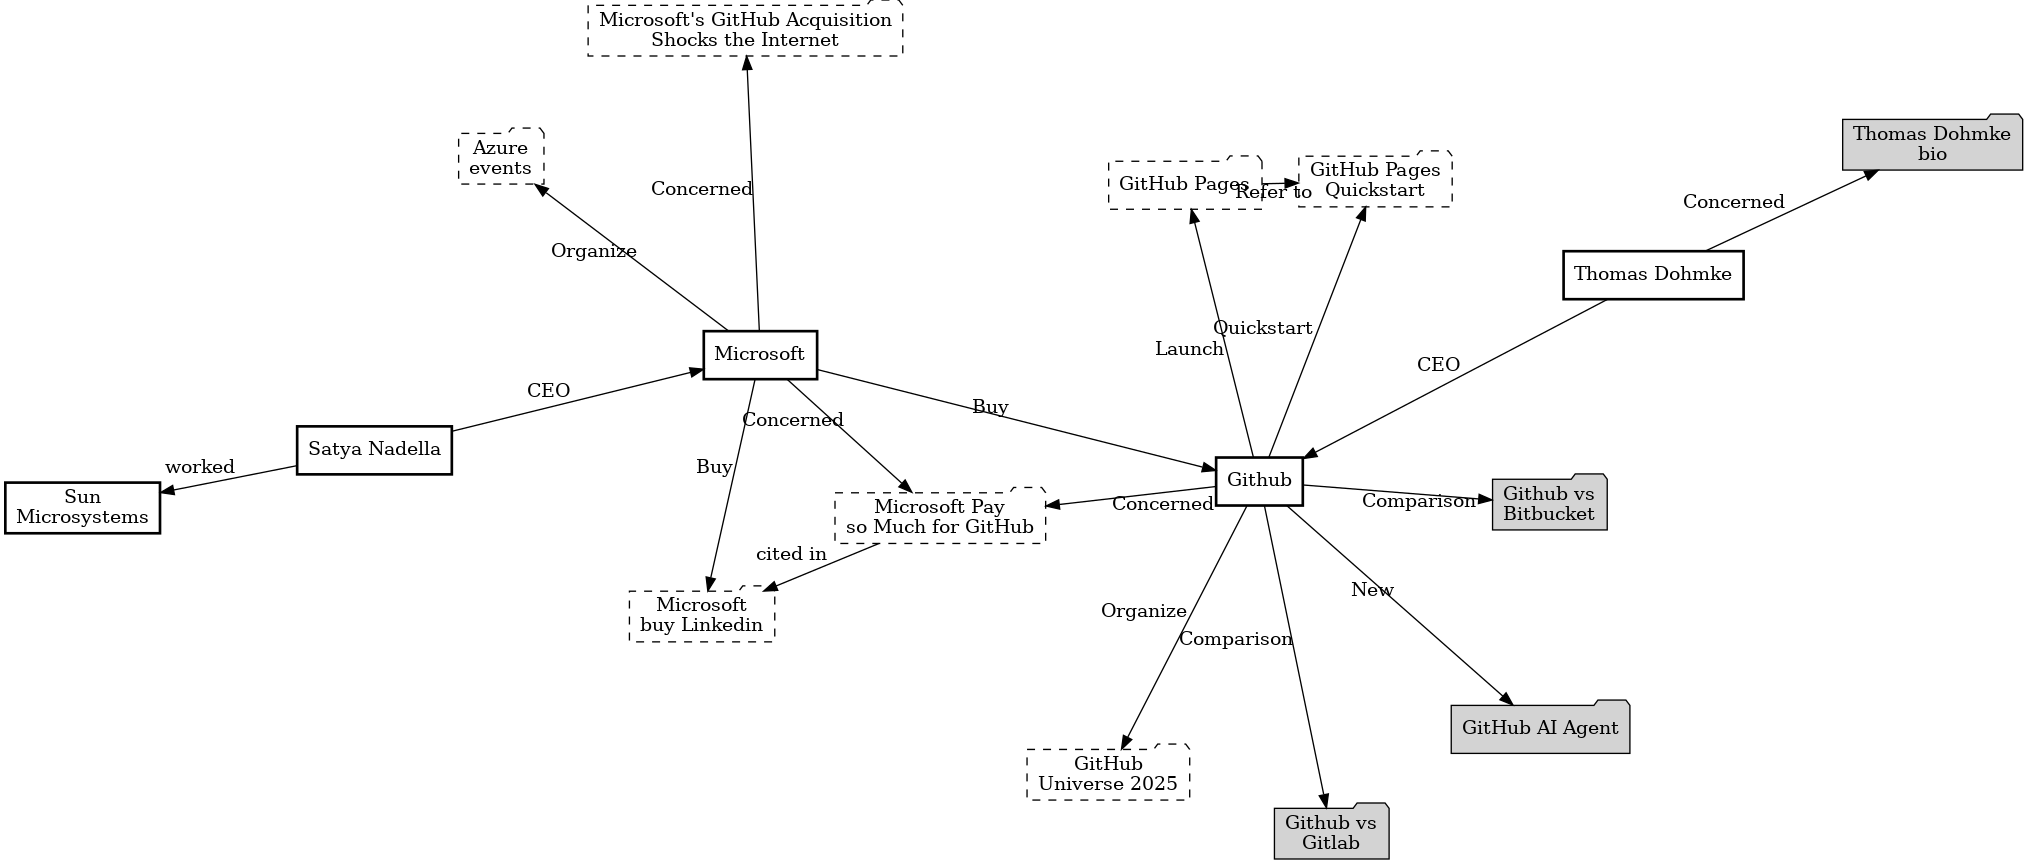 Microsoft's GitHub Acquisition
Shocks the Internet
Azure
events
Concerned
Organize
GitHub Pages
Refer to
GitHub Pages
Quickstart
Thomas Dohmke
bio
Concerned
Thomas Dohmke
Quickstart
Launch
CEO
Microsoft
CEO
Buy
Concerned
Buy
Satya Nadella
worked
Sun
Microsystems
Github
Concerned
Comparison
Github vs
Bitbucket
Microsoft Pay
so Much for GitHub
cited in
Microsoft
buy Linkedin
Organize
Comparison
New
GitHub AI Agent
GitHub
Universe 2025
Github vs
Gitlab